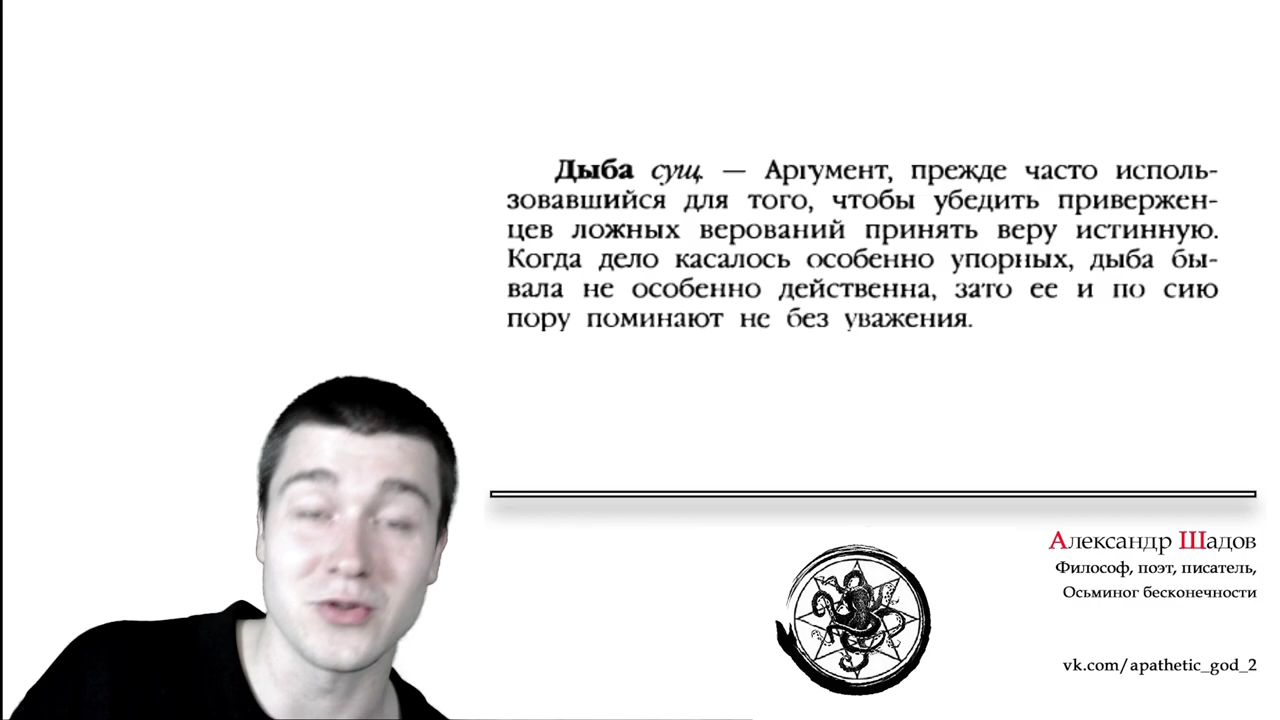 Дыба сущ. — Аргумент, прежде часто исполь-
зовавшийся для того, чтобы убедить привержен-
цев ложных верований принять веру истинную.
Когда дело касалось особенно упорных, дыба бы-
вала не особенно действенна, зато ее и по сию
пору поминают не без уважения.
Александр Шадов
Философ, поэт, писатель,
Осьминог бесконечности
vk.com/apathetic_god_2